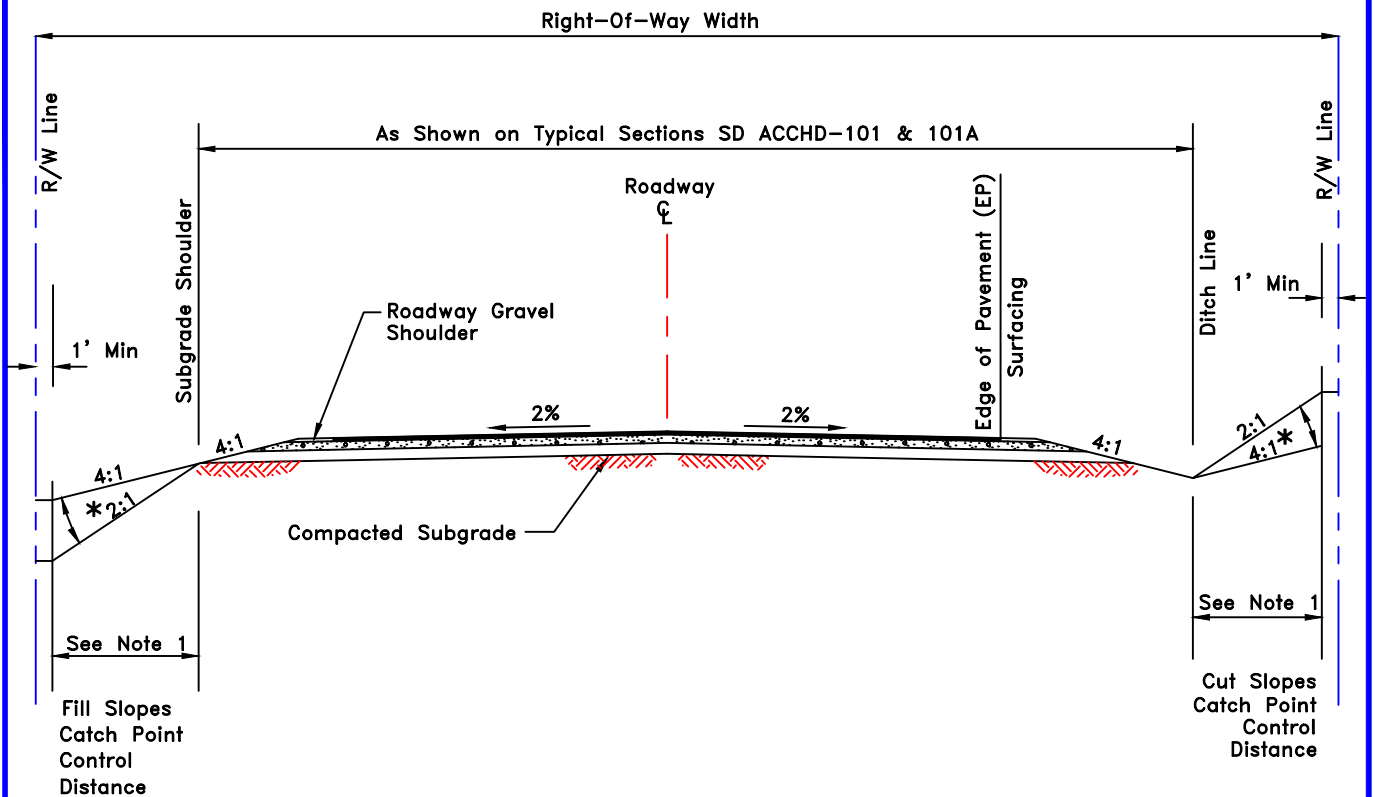 Right-Of-Way Width
R/W Line
R/W Line
As Shown on Typical Sections SD ACCHD-101 & 101A
Roadway
CL
Subgrade Shoulder
Edge of Pavement (EP)
Surfacing
Ditch Line
1' Min
Roadway Gravel
Shoulder
1' Min
2%
2%
4:1
4:1
2:1
4:1*
4:1
*2:1
Compacted Subgrade
See Note 1
See Note 1
Fill Slopes
Catch Point
Control
Distance
Cut Slopes
Catch Point
Control
Distance